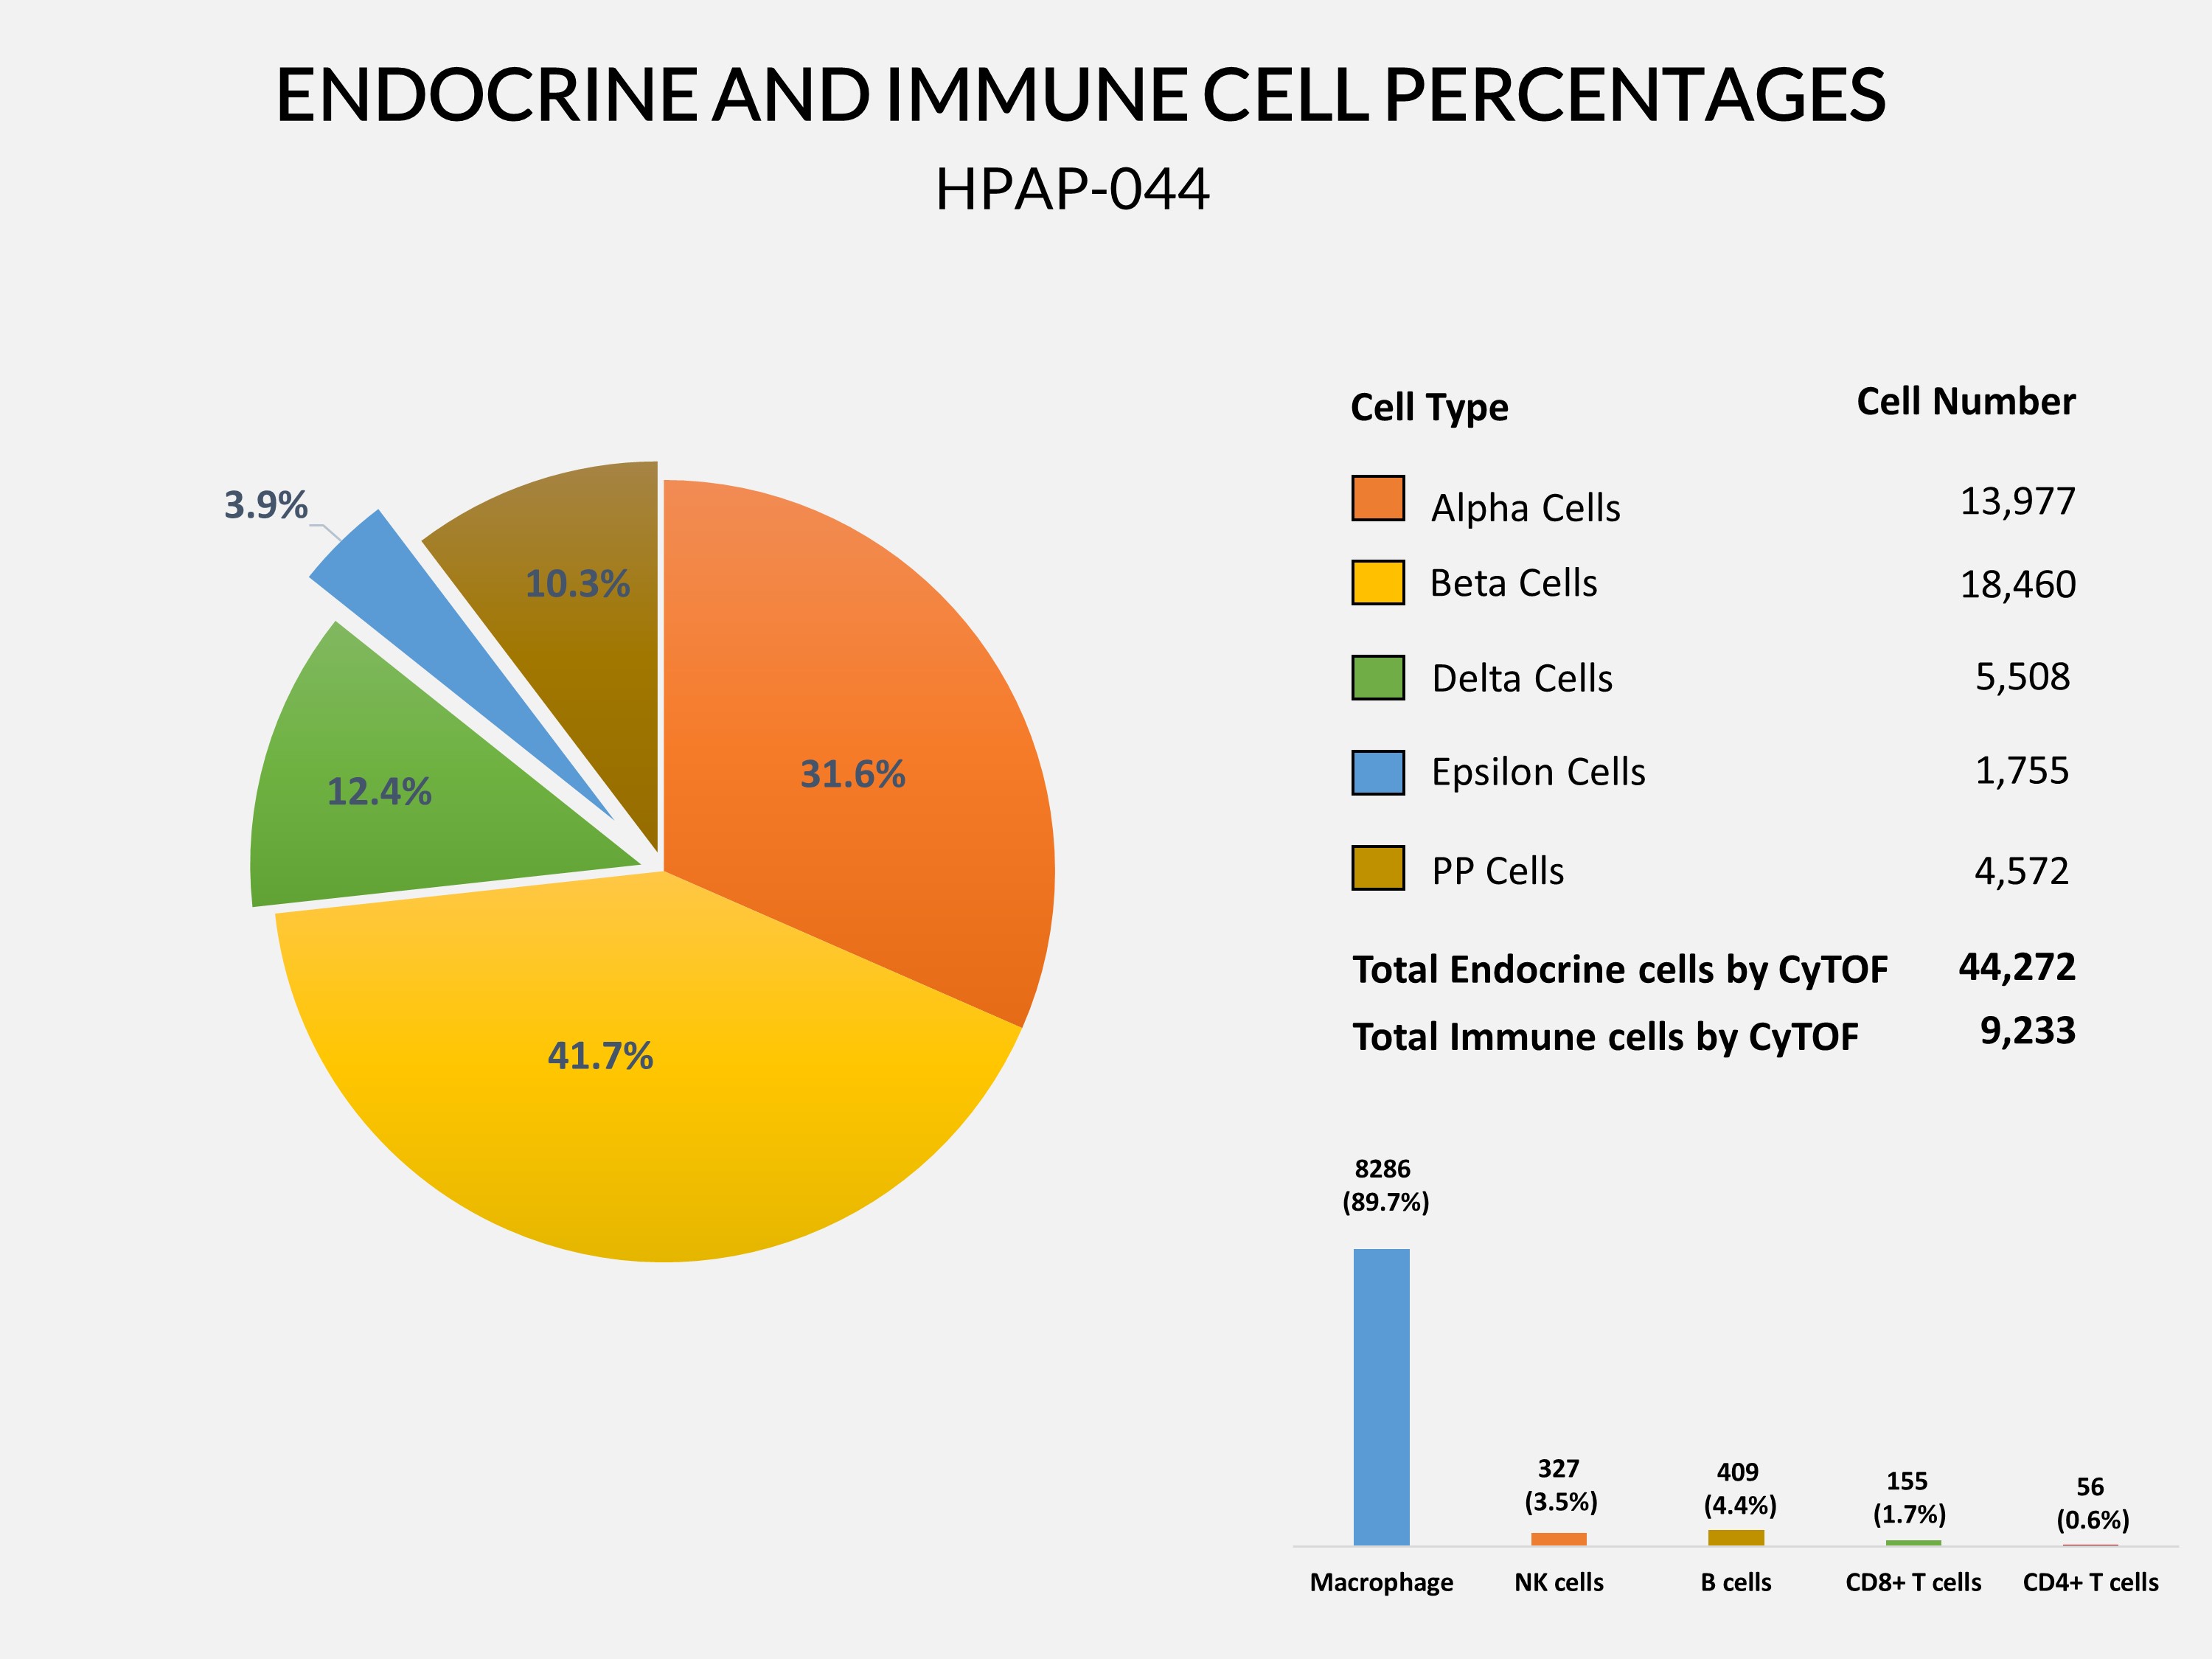 ENDOCRINE AND IMMUNE CELL PERCENTAGES
HPAP-044
3.9%
10.3%
31.6%
12.4%
41.7%
Cell Type Cell Number
Alpha Cells 13,977
Beta Cells 18,460
Delta Cells 5,508
Epsilon Cells 1,755
PP Cells 4,572
Total Endocrine cells by CyTOF 44,272
Total Immune cells by CyTOF 9,233
8286
(89.7%)
327
(3.5%)
409
(4.4%)
155
(1.7%)
56
(0.6%)
Macrophage NK cells B cells CD8+ T cells CD4+ T cells